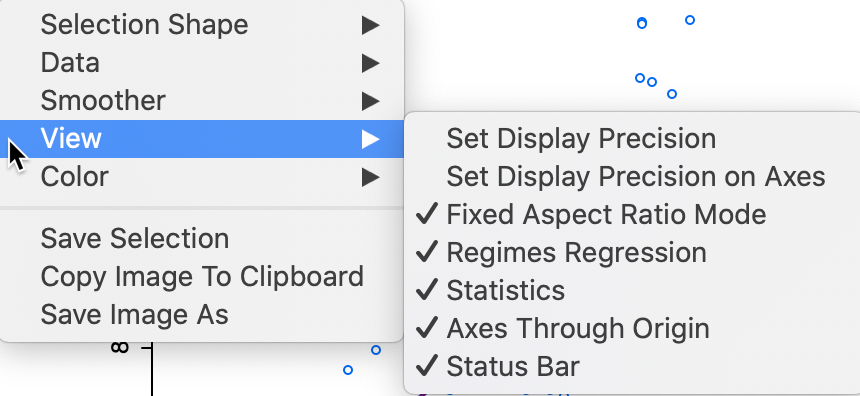 Selection Shape
Data
Smoother
View
Color
Save Selection
Copy Image To Clipboard
Save Image As
Set Display Precision
Set Display Precision on Axes
Fixed Aspect Ratio Mode
Regimes Regression
Statistics
Axes Through Origin
Status Bar
8